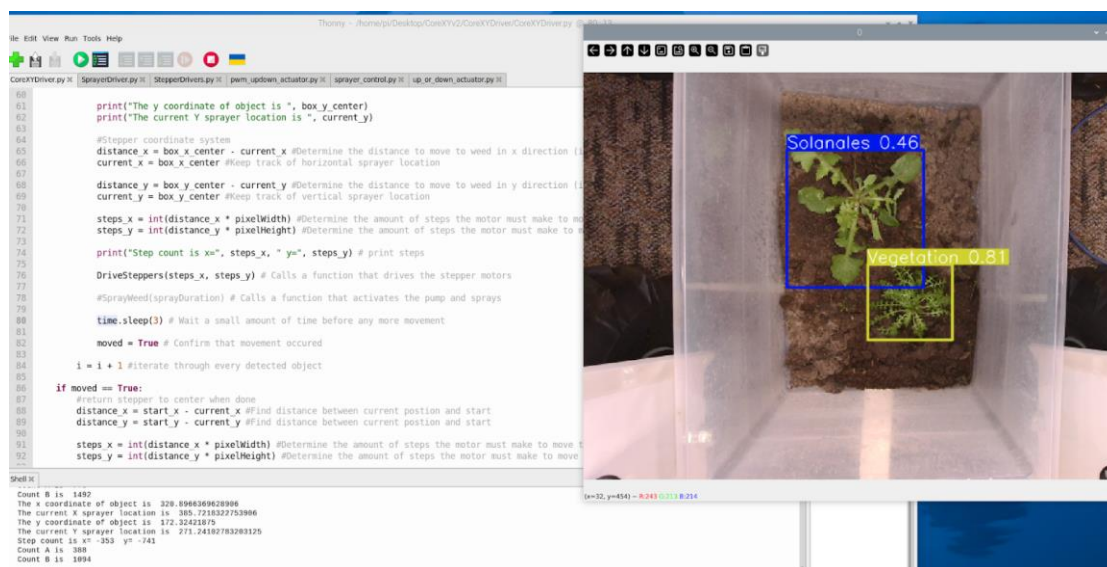 Thonny - /home/pi/Desktop/CoreXYv2/CoreXYDriver/CoreXYDriver.py @
File Edit View Run Tools Help
CoreXYDriver.py SprayerDriver.py StepperDrivers.py pwm_updown_actuator.py sprayer_control.py up_or_down_actuator.py
60
61 print("The y coordinate of object is ", box_y_center)
62 print("The current Y sprayer location is ", current_y)
63
64 #Stepper coordinate system
65 distance_x = box_x_center - current_x #Determine the distance to move to weed in x direction (i
66 current_x = box_x_center #Keep track of horizontal sprayer location
67
68 distance_y = box_y_center - current_y #Determine the distance to move to weed in y direction (i
69 current_y = box_y_center #Keep track of vertical sprayer location
70
71 steps_x = int(distance_x * pixelWidth) #Determine the amount of steps the motor must make to mo
72 steps_y = int(distance_y * pixelHeight) #Determine the amount of steps the motor must make to m
73
74 print("Step count is x=", steps_x, " y=", steps_y) # print steps
75
76 DriveSteppers(steps_x, steps_y) # Calls a function that drives the stepper motors
77
78 #SprayWeed(sprayDuration) # Calls a function that activates the pump and sprays
79
80 time.sleep(3) # Wait a small amount of time before any more movement
81
82 moved = True # Confirm that movement occured
83
84 i = i + 1 #iterate through every detected object
85
86 if moved == True:
87 #return stepper to center when done
88 distance_x = start_x - current_x #Find distance between current postion and start
89 distance_y = start_y - current_y #Find distance between current postion and start
90
91 steps_x = int(distance_x * pixelWidth) #Determine the amount of steps the motor must make to move t
92 steps_y = int(distance_y * pixelHeight) #Determine the amount of steps the motor must make to move
Shell
Count B is 1492
The x coordinate of object is 320.8966369628906
The current X sprayer location is 385.7218322753906
The y coordinate of object is 172.32421875
The current Y sprayer location is 271.24102783203125
Step count is x= -353 y= -741
Count A is 388
Count B is 1094
Solanales 0.46
Vegetation 0.81
(x=32, y=454) ~ R:243 G:213 B:214